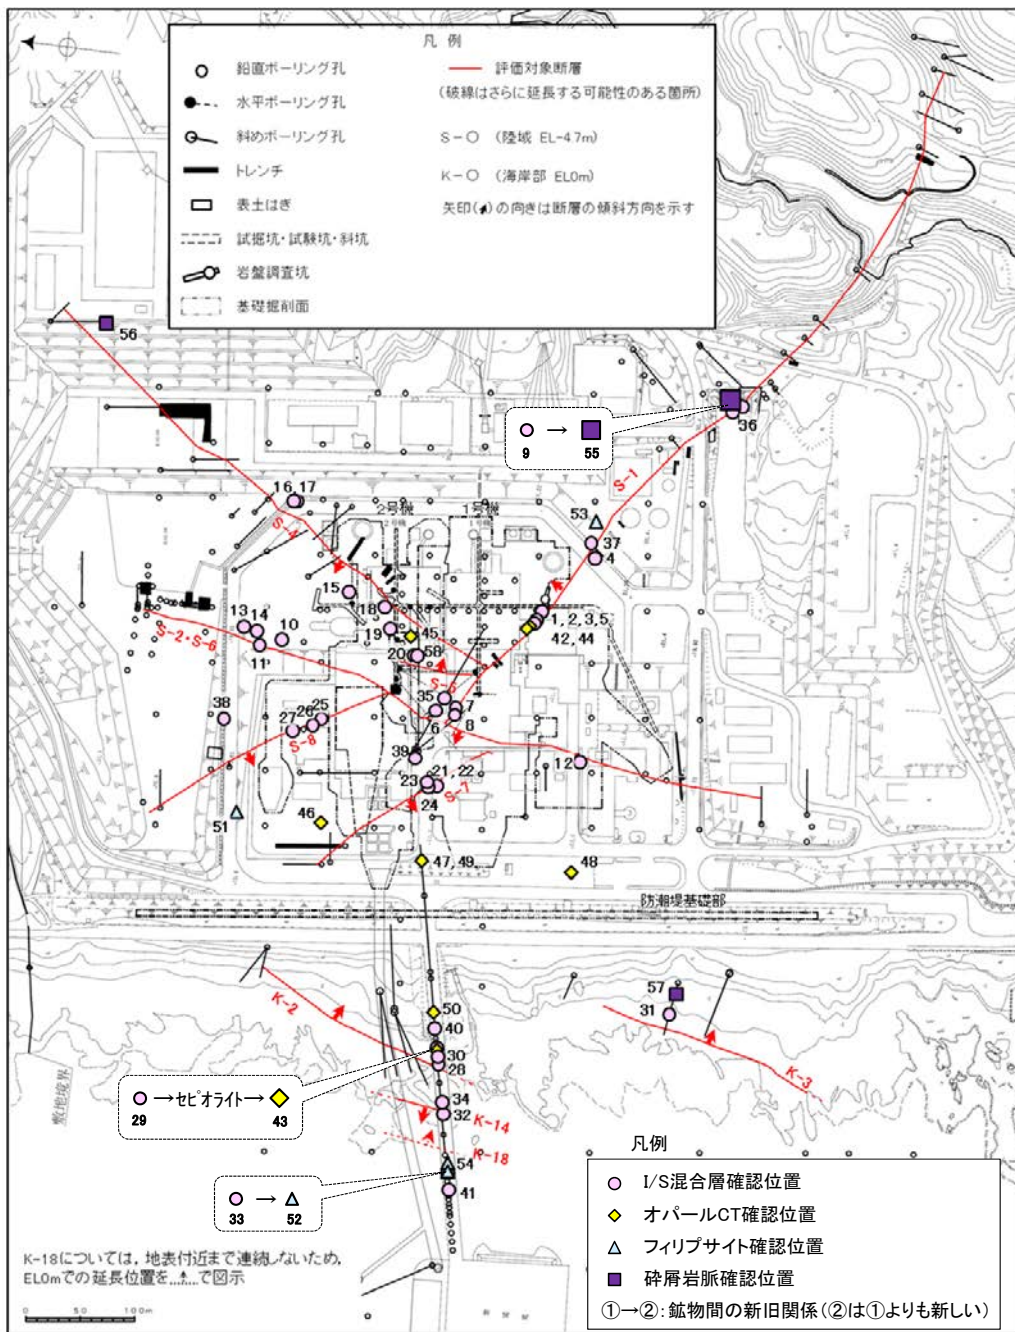 凡 例
鉛直ボーリング孔
水平ボーリング孔
斜めボーリング孔
トレンチ
表土はぎ
試掘坑・試験坑・斜坑
岩盤調査坑
基礎掘削面
評価対象断層
(破線はさらに延長する可能性のある箇所)
S－○ (陸域 EL-4.7m)
K－○ (海岸部 EL0m)
矢印( )の向きは断層の傾斜方向を示す
56
9 → 55
36
S-1
16,17
S-4
2号機
2号機
1号機
1号機
53
37
4
15
18
13
14
10
11
S-2・S-6
19
20
45
58
1, 2, 3, 5
42, 44
S-5
35
7
6
8
38
25
26
27
S-8
39
12
21, 22
23
24
S-7
51
46
47, 49
48
防潮堤基礎部
K-2
50
40
57
31
K-3
30
28
29 →セピオライト→ 43
34
32
K-14
K-18
敷地境界
54
33 → 52
41
K-18については，地表付近まで連続しないため，
EL0mでの延長位置を……で図示
0 100m
凡例
I/S混合層確認位置
オパールCT確認位置
フィリプサイト確認位置
砕屑岩脈確認位置
①→②：鉱物間の新旧関係(②は①よりも新しい)